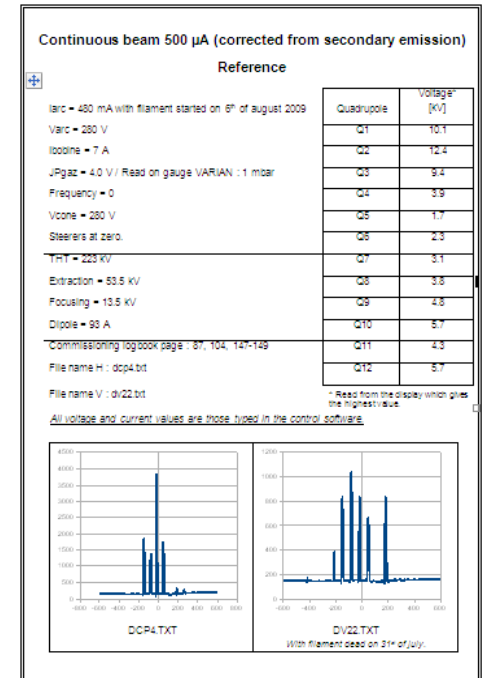 Continuous beam 500 µA (corrected from secondary emission)
Reference
Iarc = 480 mA with filament started on 6th of august 2009
Varc = 280 V
Ibobine = 7 A
JPgaz = 4.0 V / Read on gauge VARIAN : 1 mbar
Frequency = 0
Vcone = 280 V
Steerers at zero.
THT = 223 kV
Extraction = 53.5 kV
Focusing = 13.5 kV
Dipole = 93 A
Commissioning logbook page : 87, 104, 147-149
File name H : dcp4.txt
File name V : dv22.txt
Quadrupole Voltage* [KV]
Q1 10.1
Q2 12.4
Q3 9.4
Q4 3.9
Q5 1.7
Q6 2.3
Q7 3.1
Q8 3.8
Q9 4.8
Q10 5.7
Q11 4.3
Q12 5.7
* Read from the display which gives
the highest value.
All voltage and current values are those typed in the control software.
4500
4000
3500
3000
2500
2000
1500
1000
500
0
-800 -600 -400 -200 0 200 400 600 800
DCP4.TXT
1200
1000
800
600
400
200
0
-600 -400 -200 0 200 400 600
DV22.TXT
With filament dead on 31st of july.